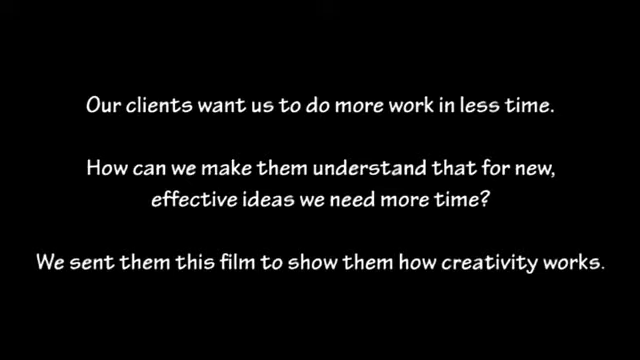 Our clients want us to do more work in less time.
How can we make them understand that for new,
effective ideas we need more time?
We sent them this film to show them how creativity works.